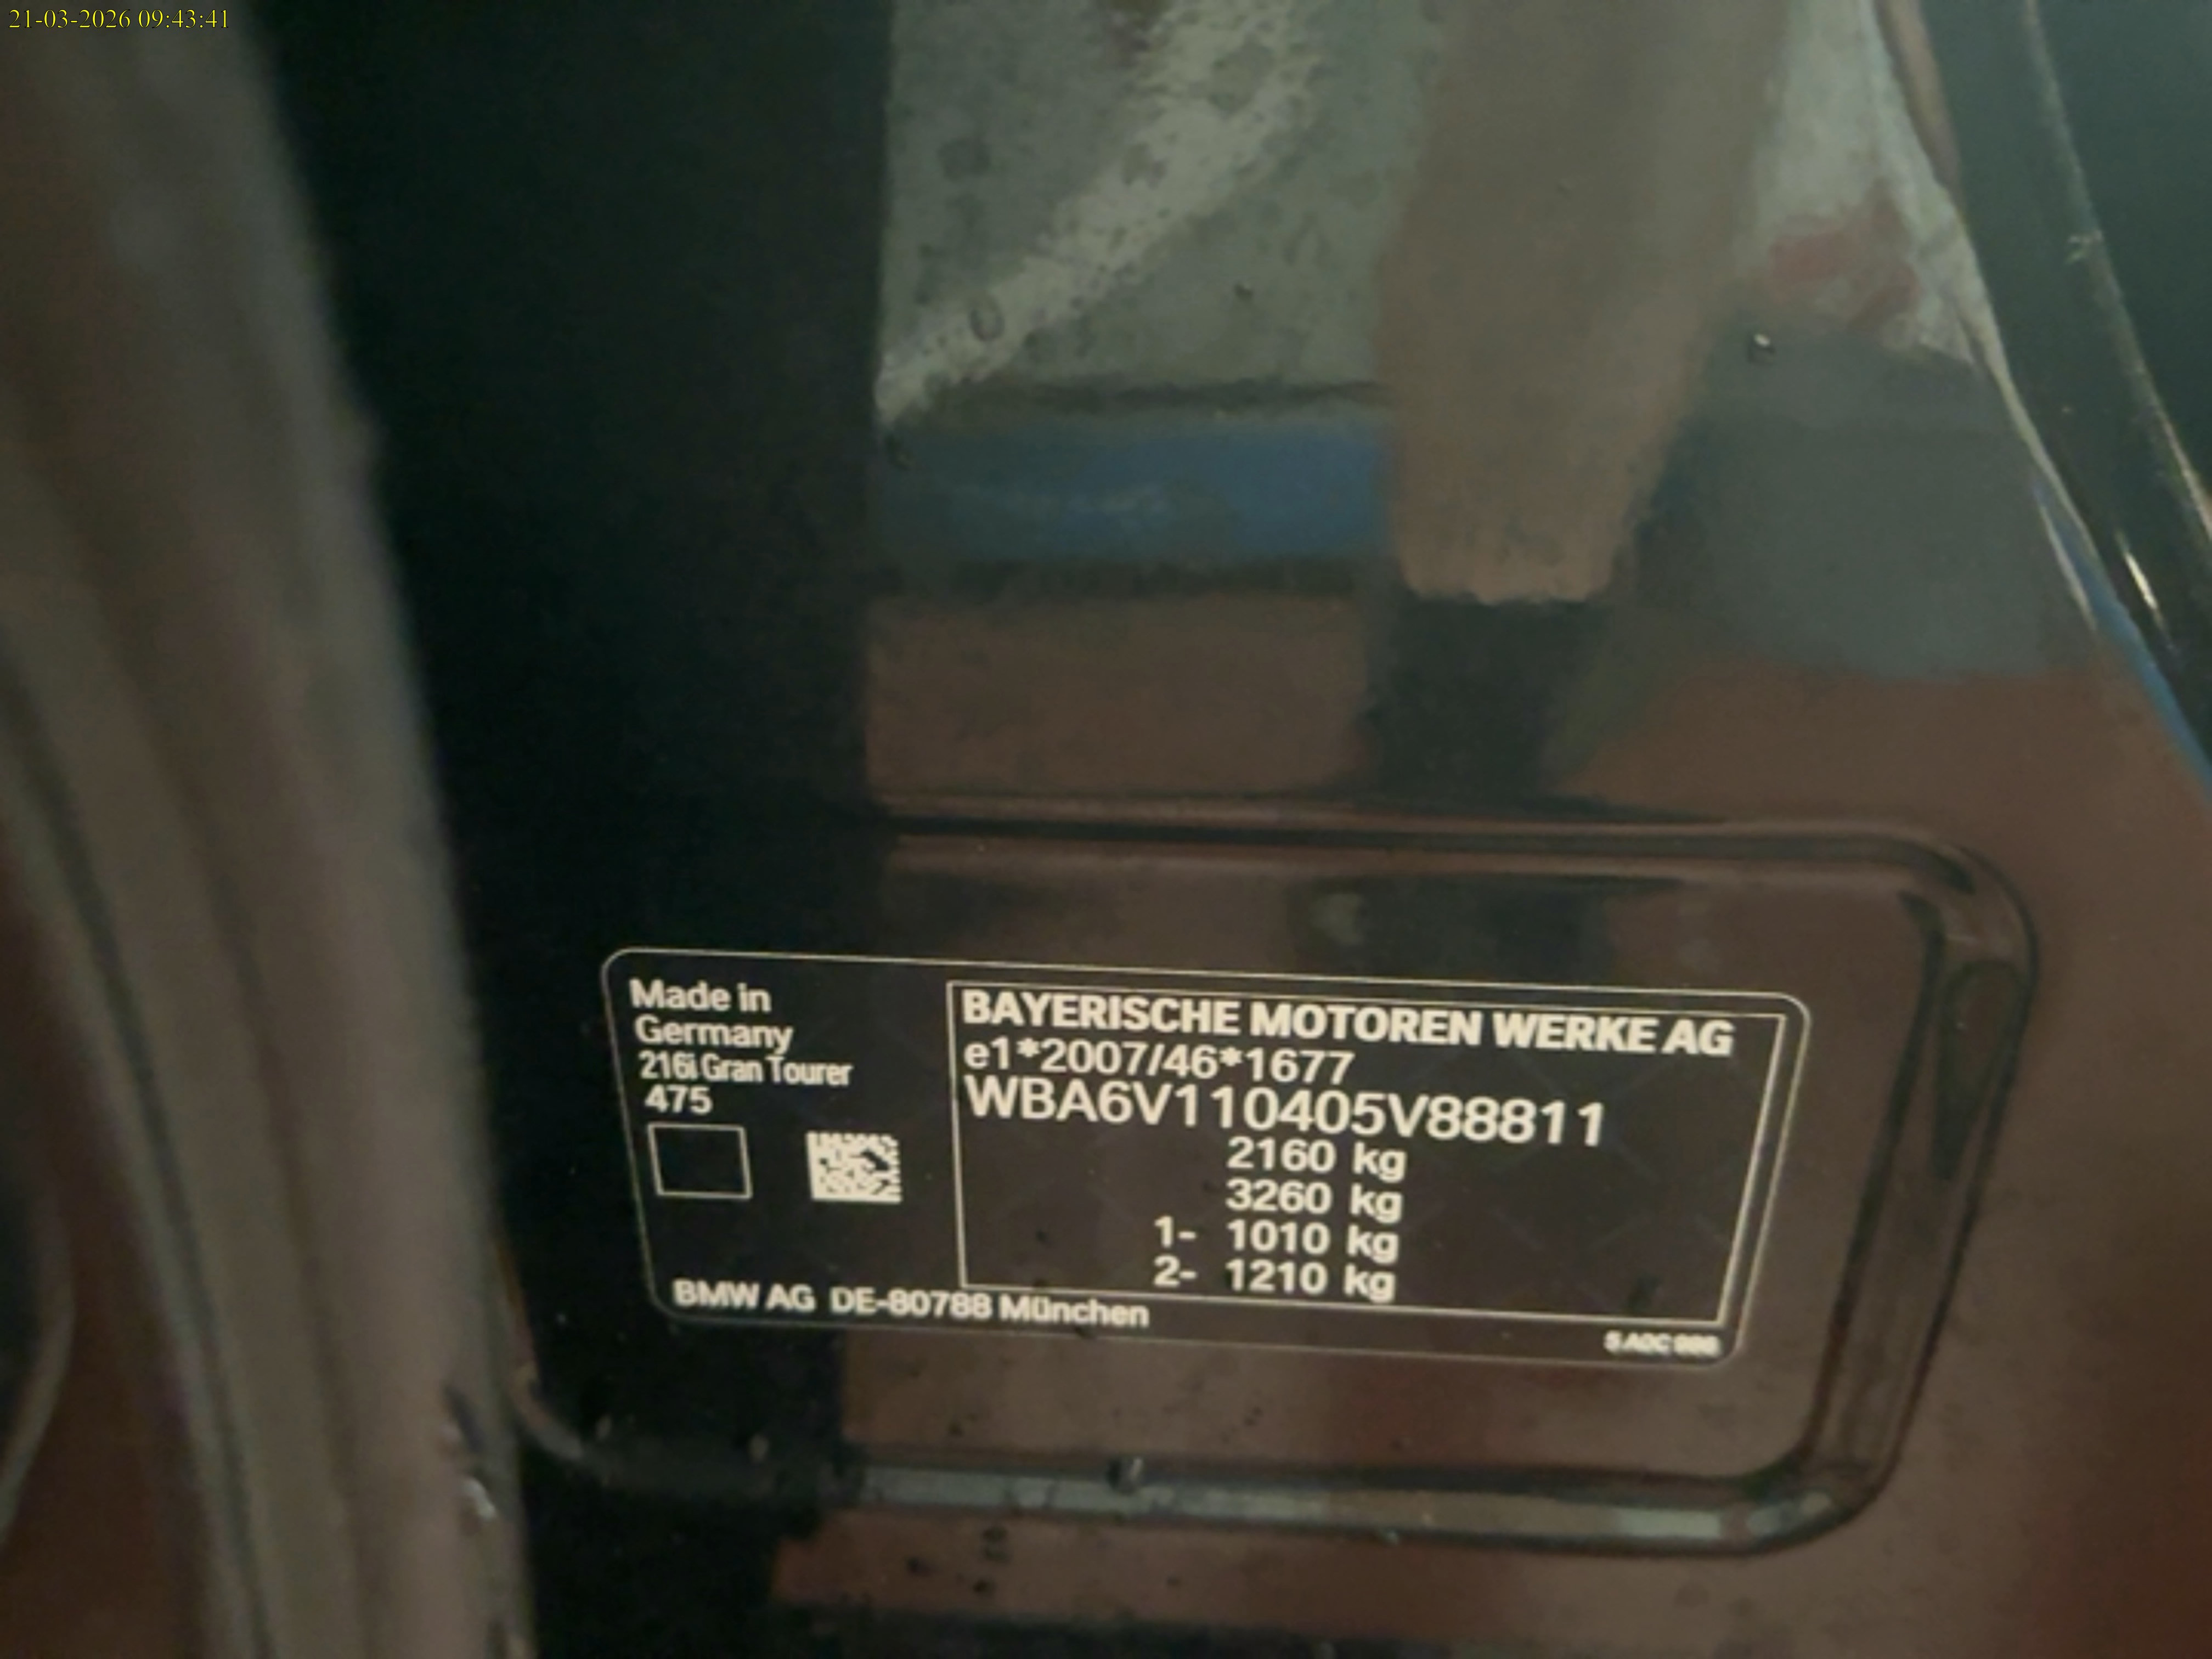 21-03-2026 09:43:41
Made in
Germany
216i Gran Tourer
475
BAYERISCHE MOTOREN WERKE AG
e1*2007/46*1677
WBA6V110405V88811
2160 kg
3260 kg
1- 1010 kg
2- 1210 kg
BMW AG DE-80788 München